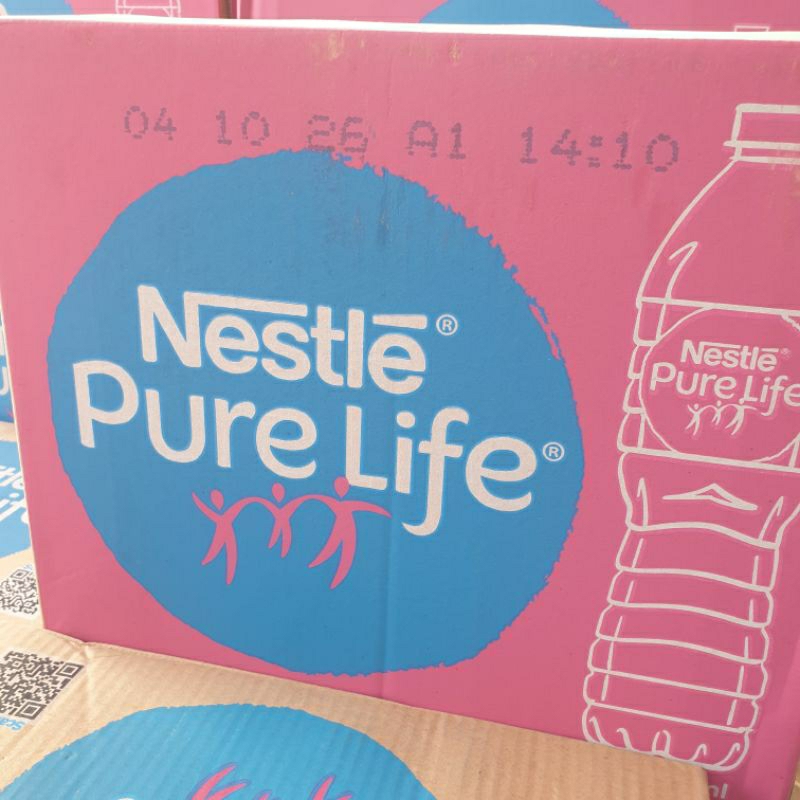 04 10 26 A1 14:10
Nestlé®
Pure Life®
Nestlé®
Pure Life